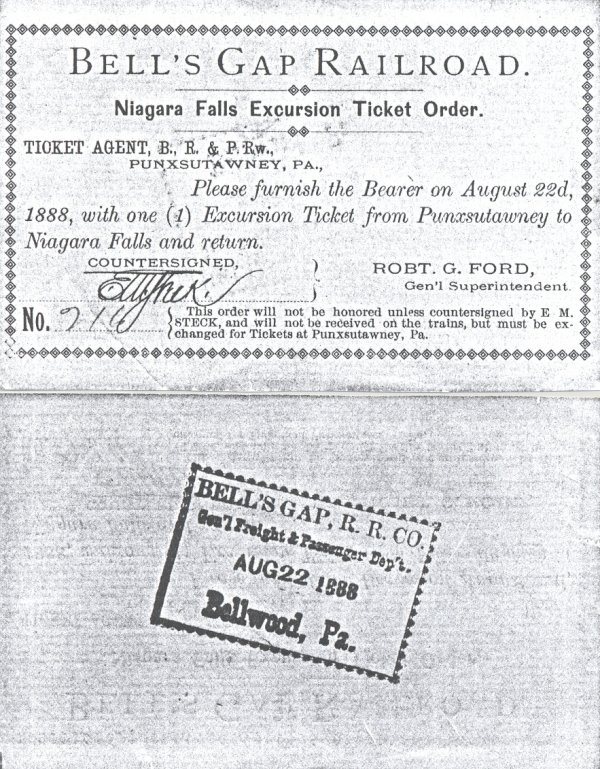 BELL'S GAP RAILROAD.
Niagara Falls Excursion Ticket Order.
TICKET AGENT, B., R. & P. Rw.,
PUNXSUTAWNEY, PA.,
Please furnish the Bearer on August 22d,
1888, with one (1) Excursion Ticket from Punxsutawney to
Niagara Falls and return.
COUNTERSIGNED,
ROBT. G. FORD,
Gen'l Superintendent.
EMSteck.
No.
This order will not be honored unless countersigned by E M.
STECK, and will not be received on the trains, but must be ex-
changed for Tickets at Punxsutawney, Pa.
BELL'S GAP, R. R. CO.
Gen'l Freight & Passenger Dep't.
AUG 22 1888
Bellwood, Pa.